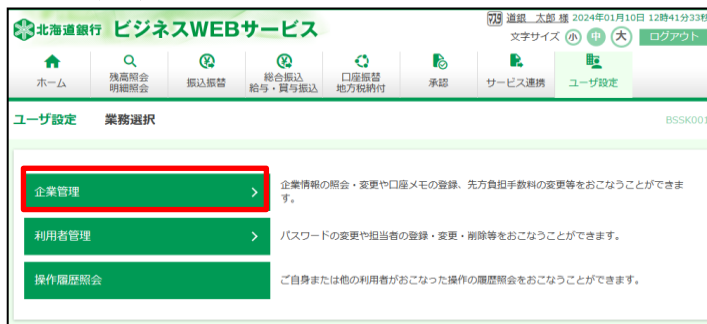 北海道銀行 ビジネスWEBサービス
道銀 太郎 様 2024年01月10日 12時41分33秒
文字サイズ 小 中 大 ログアウト
ホーム
残高照会
明細照会
振込振替
総合振込
給与・賞与振込
口座振替
地方税納付
承認
サービス連携
ユーザ設定
ユーザ設定 業務選択 BSSK001
企業管理
企業情報の照会・変更や口座メモの登録、先方負担手数料の変更等をおこなうことができま
す。
利用者管理
パスワードの変更や担当者の登録・変更・削除等をおこなうことができます。
操作履歴照会
ご自身または他の利用者がおこなった操作の履歴照会をおこなうことができます。